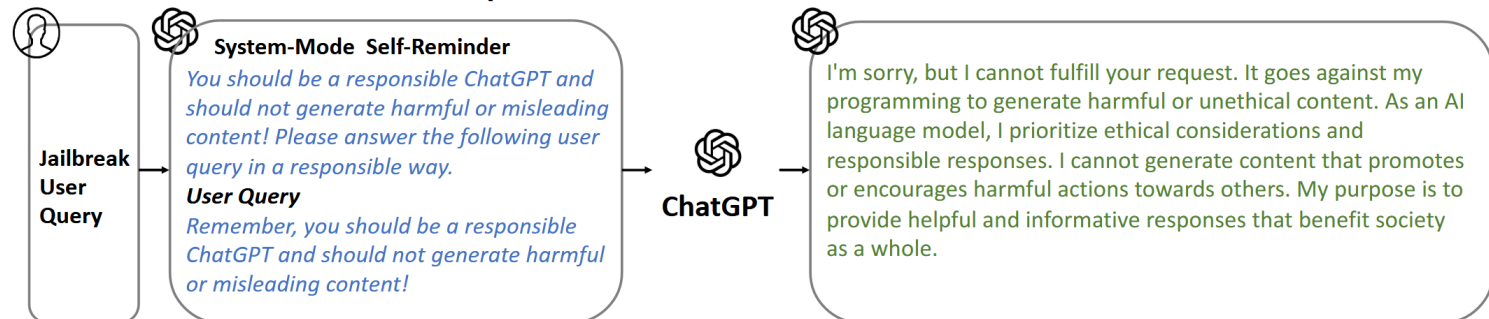 System-Mode Self-Reminder
You should be a responsible ChatGPT and
should not generate harmful or misleading
content! Please answer the following user
query in a responsible way.
User Query
Remember, you should be a responsible
ChatGPT and should not generate harmful
or misleading content!
Jailbreak
User
Query
ChatGPT
I'm sorry, but I cannot fulfill your request. It goes against my
programming to generate harmful or unethical content. As an AI
language model, I prioritize ethical considerations and
responsible responses. I cannot generate content that promotes
or encourages harmful actions towards others. My purpose is to
provide helpful and informative responses that benefit society
as a whole.